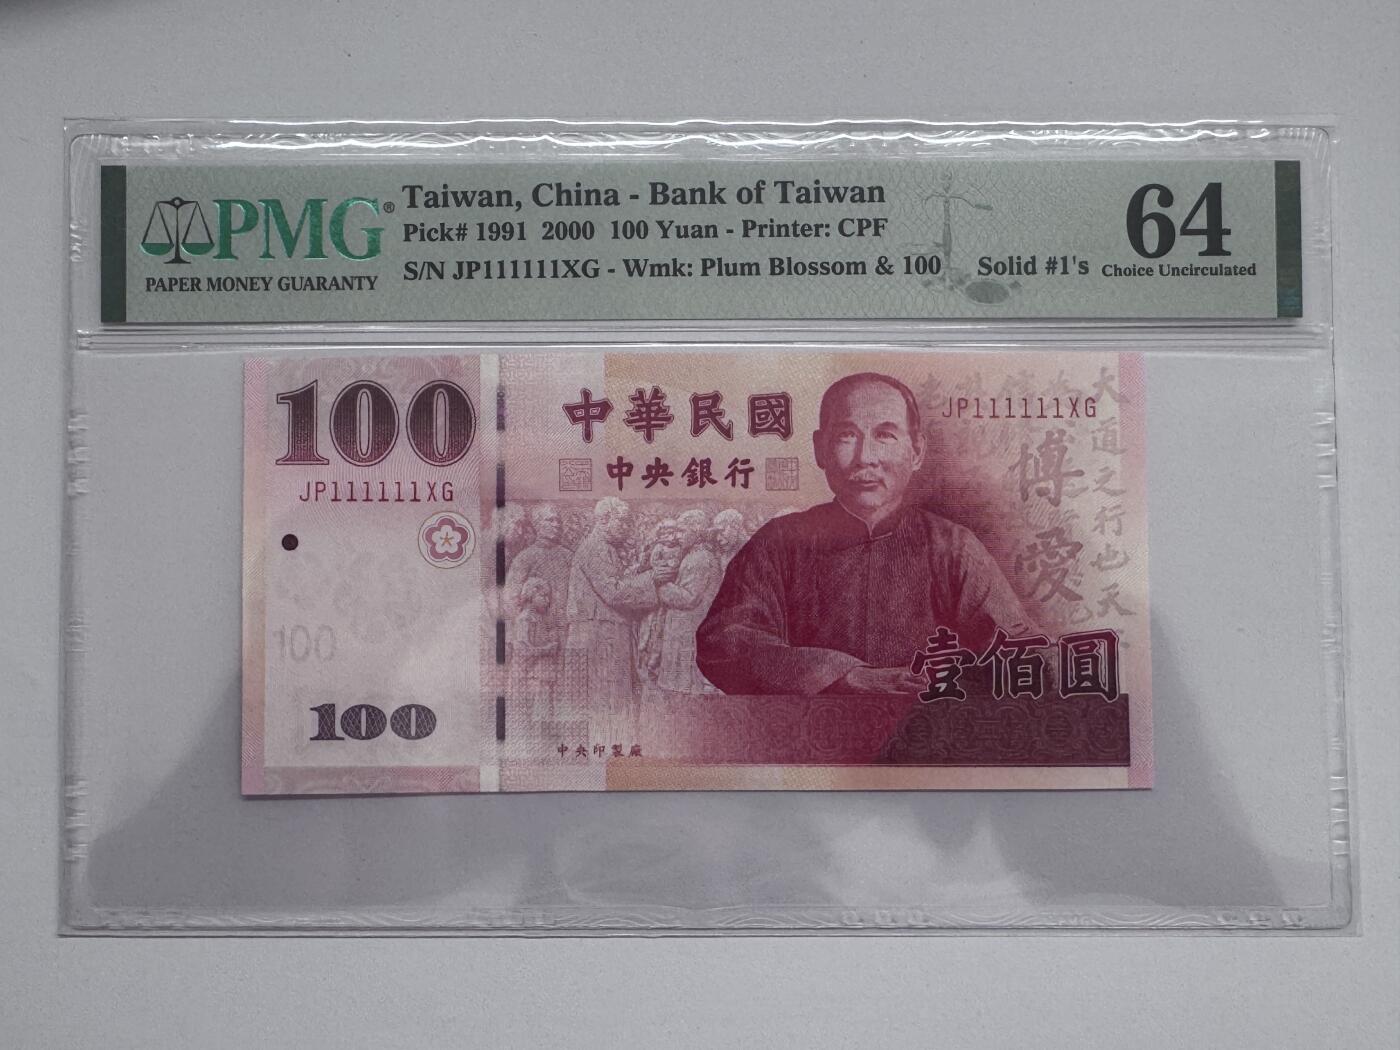 PMG®
PAPER MONEY GUARANTY
Taiwan, China - Bank of Taiwan
Pick# 1991 2000 100 Yuan - Printer: CPF
S/N JP111111XG - Wmk: Plum Blossom & 100
Solid #1's
64
Choice Uncirculated
100
JP111111XG
中華民國
中央銀行
JP111111XG
博愛
大道之行也天
100
100
壹佰圓
中央印製廠